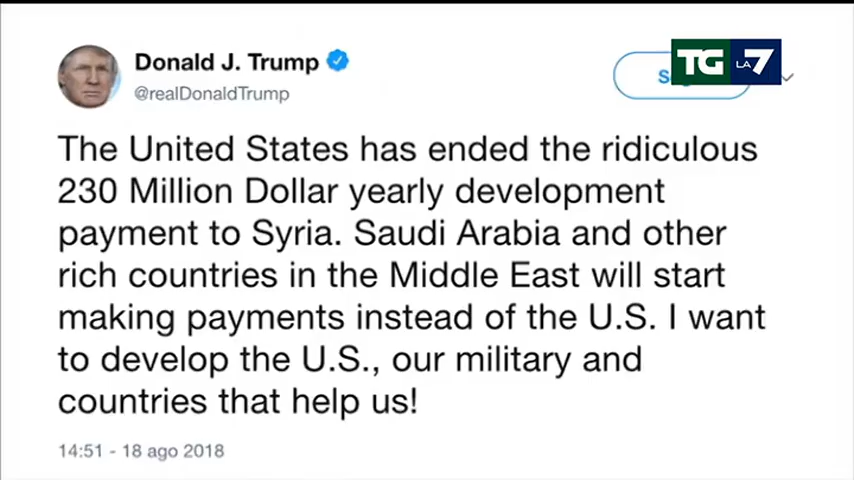 Donald J. Trump
@realDonaldTrump
TG LA 7
The United States has ended the ridiculous
230 Million Dollar yearly development
payment to Syria. Saudi Arabia and other
rich countries in the Middle East will start
making payments instead of the U.S. I want
to develop the U.S., our military and
countries that help us!
14:51 - 18 ago 2018